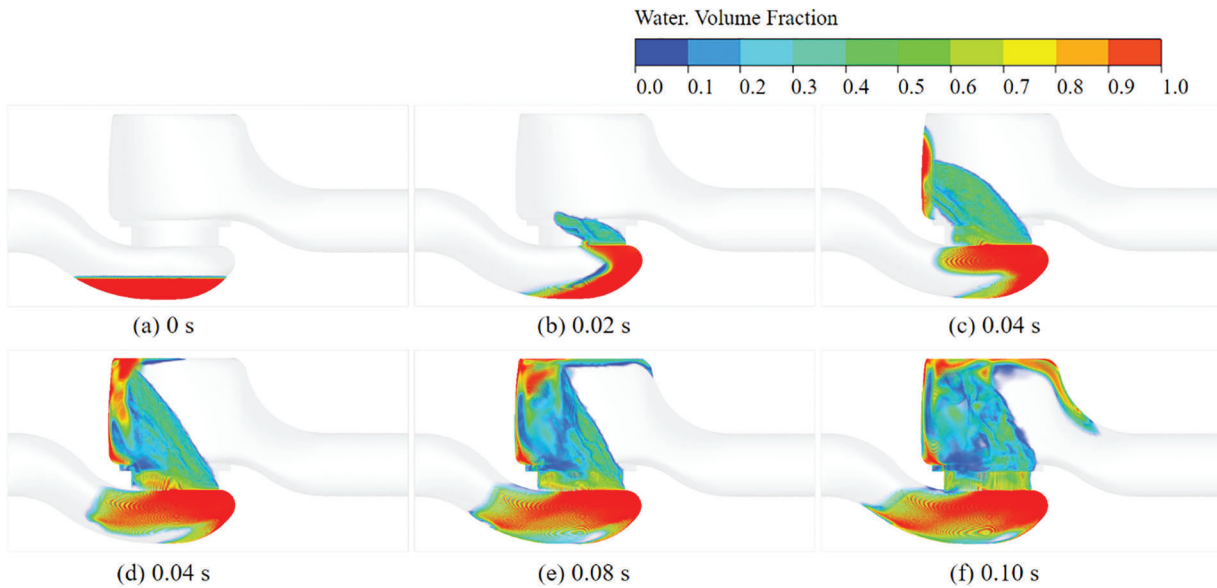 Water. Volume Fraction
0.0 0.1 0.2 0.3 0.4 0.5 0.6 0.7 0.8 0.9 1.0
(a) 0 s (b) 0.02 s (c) 0.04 s
(d) 0.04 s (e) 0.08 s (f) 0.10 s